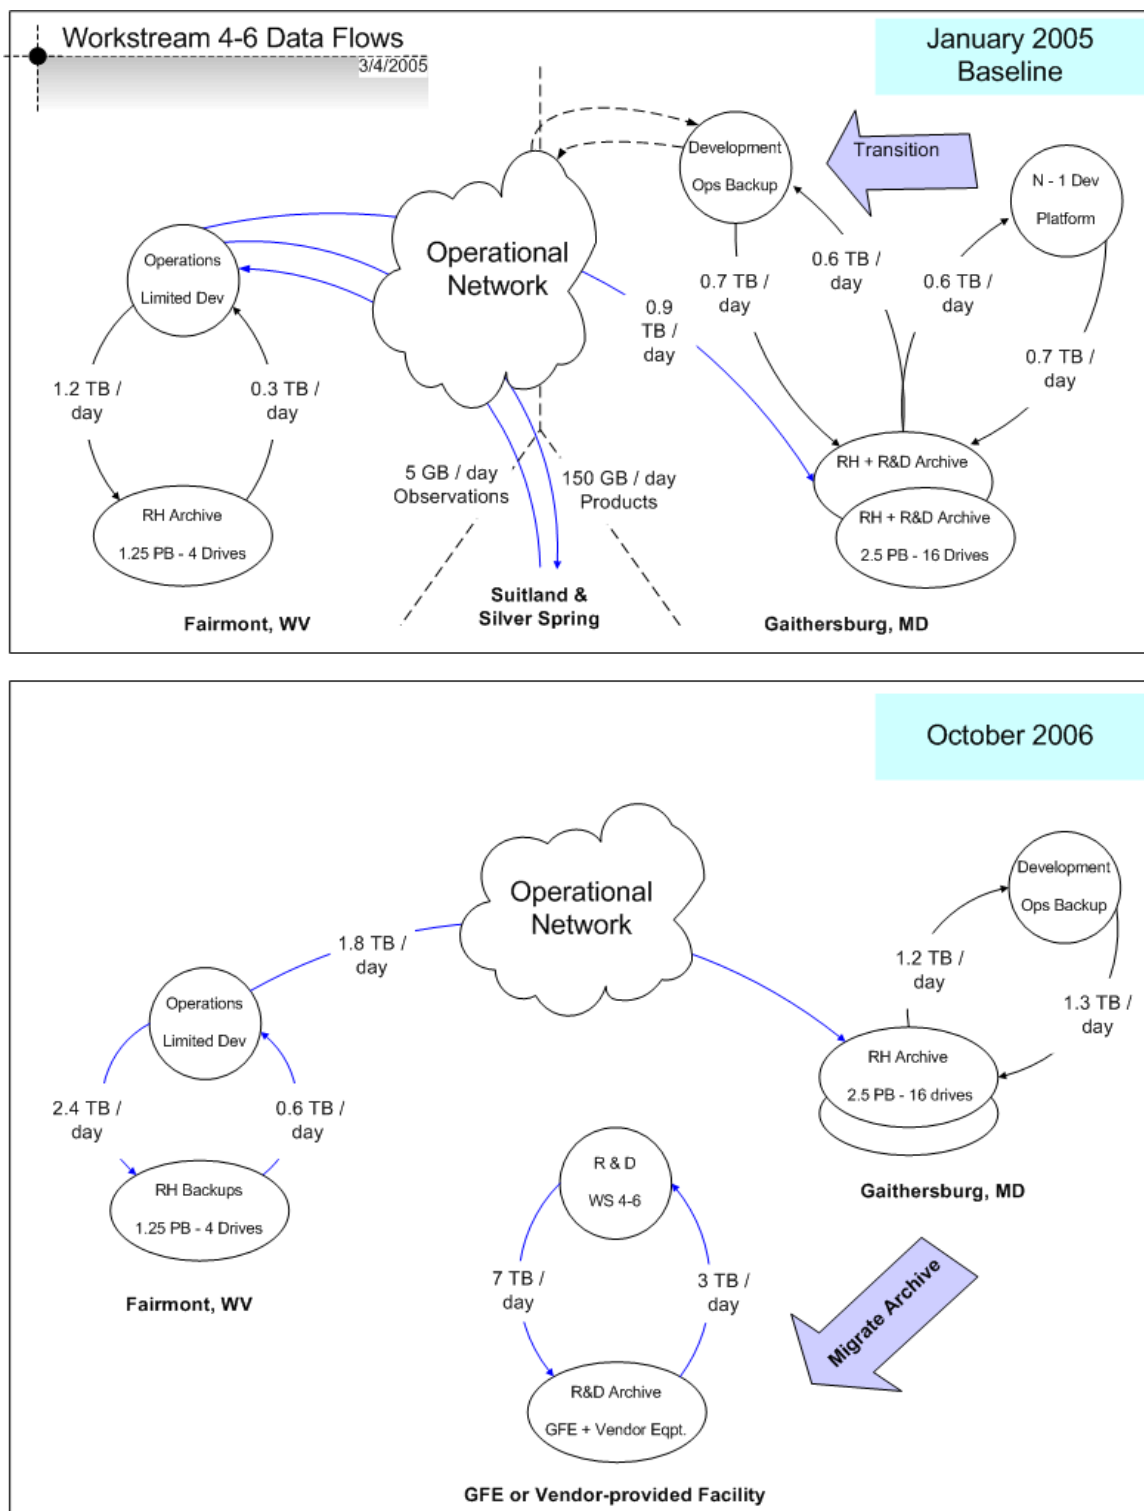 Workstream 4-6 Data Flows
3/4/2005
January 2005
Baseline
Transition
Development
Ops Backup
N - 1 Dev
Platform
Operations
Limited Dev
Operational
Network
0.7 TB /
day
0.6 TB /
day
0.6 TB /
day
0.9
TB /
day
0.7 TB /
day
1.2 TB /
day
0.3 TB /
day
5 GB / day
Observations
150 GB / day
Products
RH + R&D Archive
RH + R&D Archive
2.5 PB - 16 Drives
RH Archive
1.25 PB - 4 Drives
Suitland &
Silver Spring
Fairmont, WV
Gaithersburg, MD
October 2006
Operational
Network
Development
Ops Backup
1.8 TB /
day
1.2 TB /
day
1.3 TB /
day
Operations
Limited Dev
RH Archive
2.5 PB - 16 drives
2.4 TB /
day
0.6 TB /
day
RH Backups
1.25 PB - 4 Drives
R & D
WS 4-6
Gaithersburg, MD
7 TB /
day
3 TB /
day
Fairmont, WV
Migrate Archive
R&D Archive
GFE + Vendor Eqpt.
GFE or Vendor-provided Facility